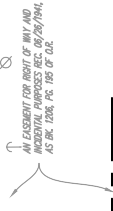 AN EASEMENT FOR RIGHT OF WAY AND
INCIDENTAL PURPOSES REC. 06/26/1941,
AS BK. 1206, PG. 195 OF O.R.